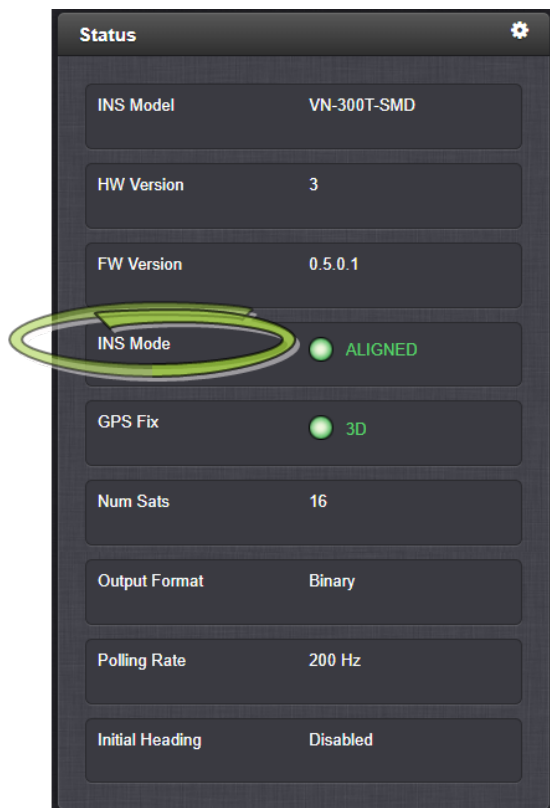 Status
INS Model VN-300T-SMD
HW Version 3
FW Version 0.5.0.1
INS Mode ALIGNED
GPS Fix 3D
Num Sats 16
Output Format Binary
Polling Rate 200 Hz
Initial Heading Disabled